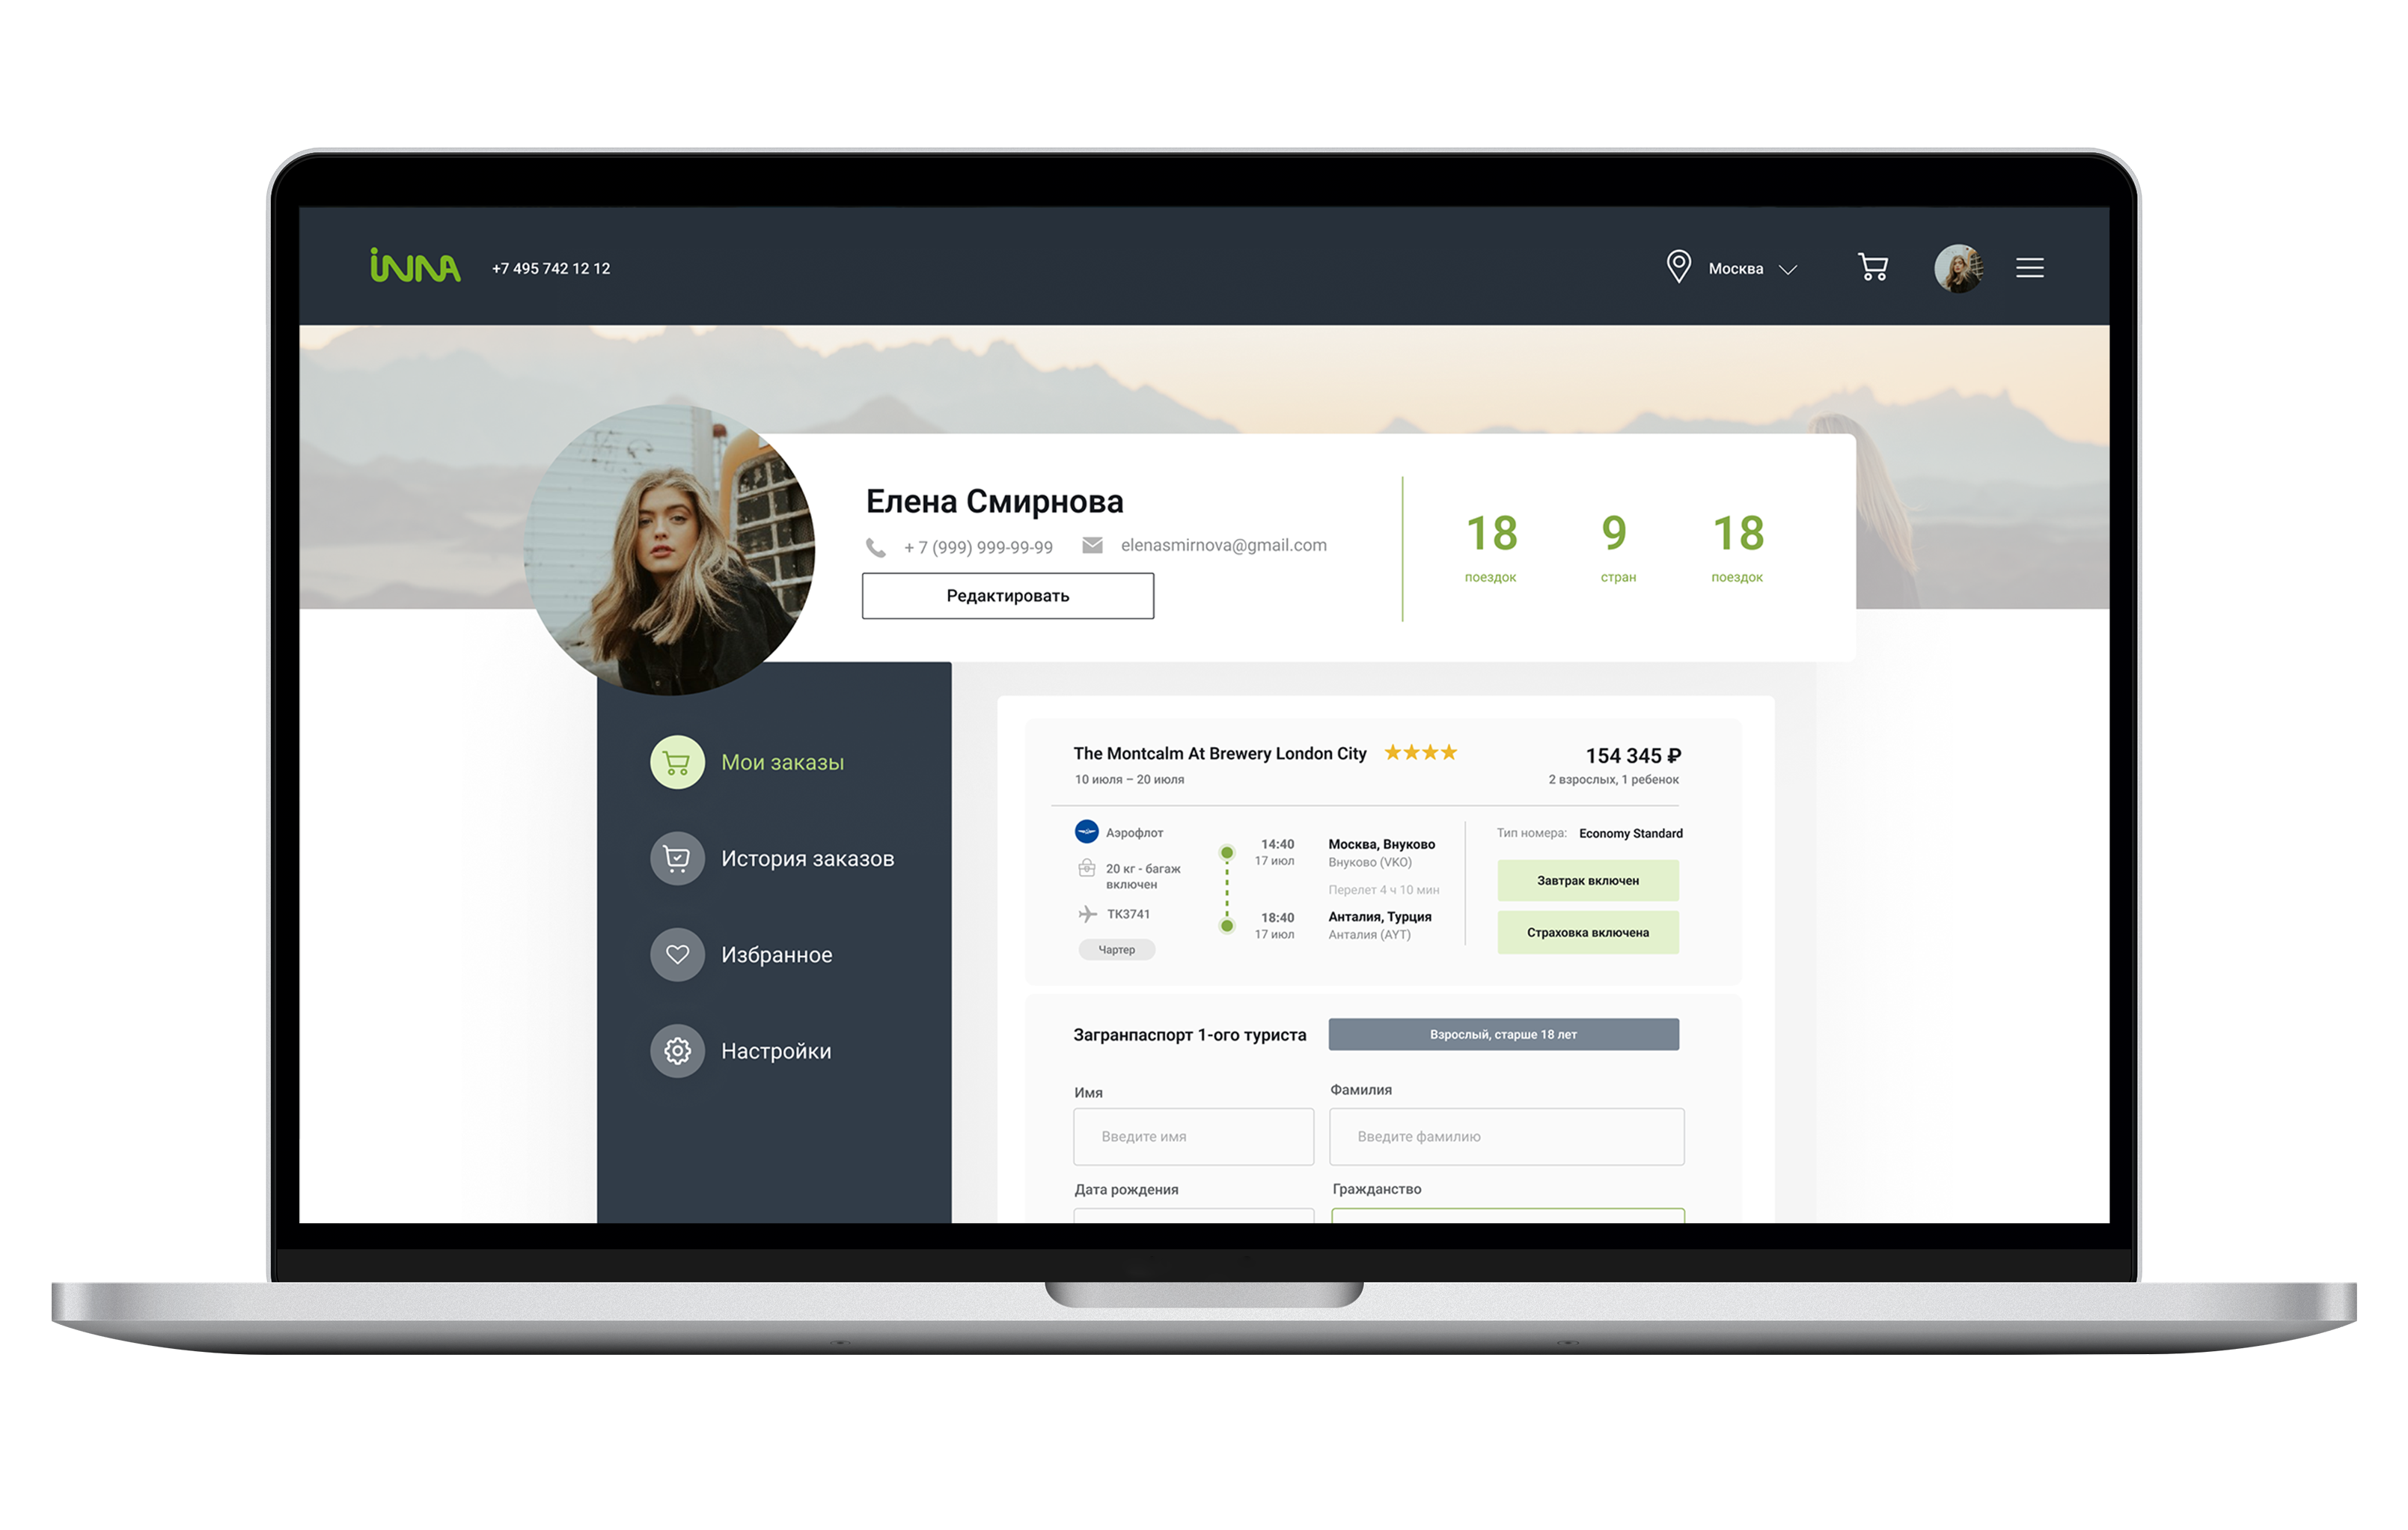 inna
+7 495 742 12 12
Москва
Елена Смирнова
+ 7 (999) 999-99-99
elenasmirnova@gmail.com
Редактировать
18
поездок
9
стран
18
поездок
Мои заказы
История заказов
Избранное
Настройки
The Montcalm At Brewery London City
154 345 ₽
10 июля – 20 июля
2 взрослых, 1 ребенок
Аэрофлот
20 кг - багаж
включен
ТК3741
Чартер
14:40
17 июл
18:40
17 июл
Москва, Внуково
Внуково (VKO)
Перелет 4 ч 10 мин
Анталия, Турция
Анталия (AYT)
Тип номера: Economy Standard
Завтрак включен
Страховка включена
Загранпаспорт 1-ого туриста
Взрослый, старше 18 лет
Имя
Фамилия
Введите имя
Введите фамилию
Дата рождения
Гражданство